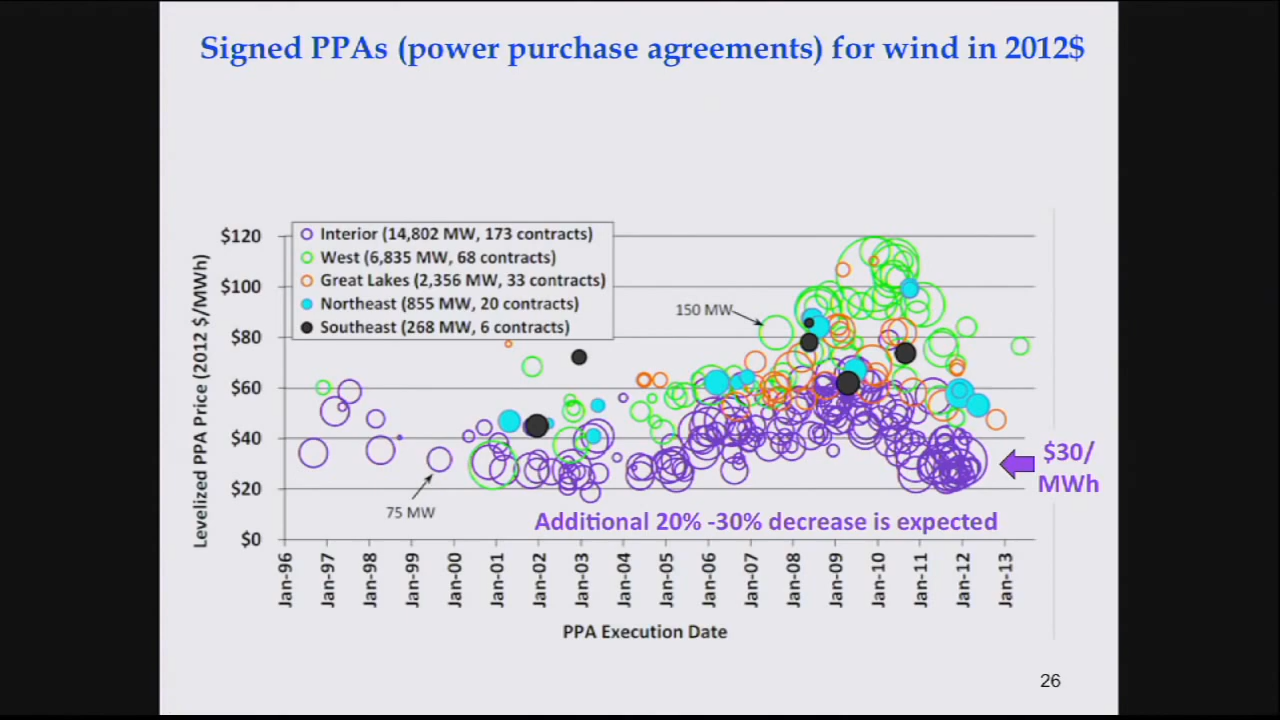 Signed PPAs (power purchase agreements) for wind in 2012$
Levelized PPA Price (2012 $/MWh)
$120
$100
$80
$60
$40
$20
$0
Interior (14,802 MW, 173 contracts)
West (6,835 MW, 68 contracts)
Great Lakes (2,356 MW, 33 contracts)
Northeast (855 MW, 20 contracts)
Southeast (268 MW, 6 contracts)
150 MW
75 MW
$30/
MWh
Additional 20% -30% decrease is expected
Jan-96
Jan-97
Jan-98
Jan-99
Jan-00
Jan-01
Jan-02
Jan-03
Jan-04
Jan-05
Jan-06
Jan-07
Jan-08
Jan-09
Jan-10
Jan-11
Jan-12
Jan-13
PPA Execution Date
26